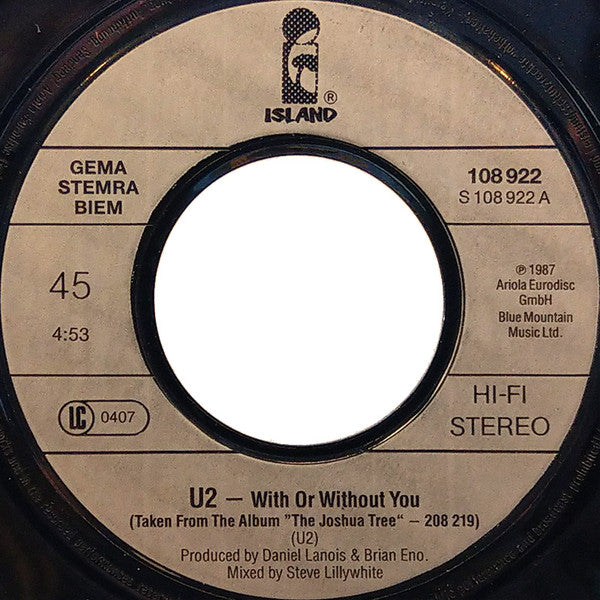 ISLAND ®
GEMA
STEMRA
BIEM
108 922
S 108 922 A
45
4:53
℗ 1987
Ariola Eurodisc
GmbH
Blue Mountain
Music Ltd.
LC 0407
HI-FI
STEREO
U2 – With Or Without You
(Taken From The Album "The Joshua Tree“ – 208 219)
(U2)
Produced by Daniel Lanois & Brian Eno.
Mixed by Steve Lillywhite